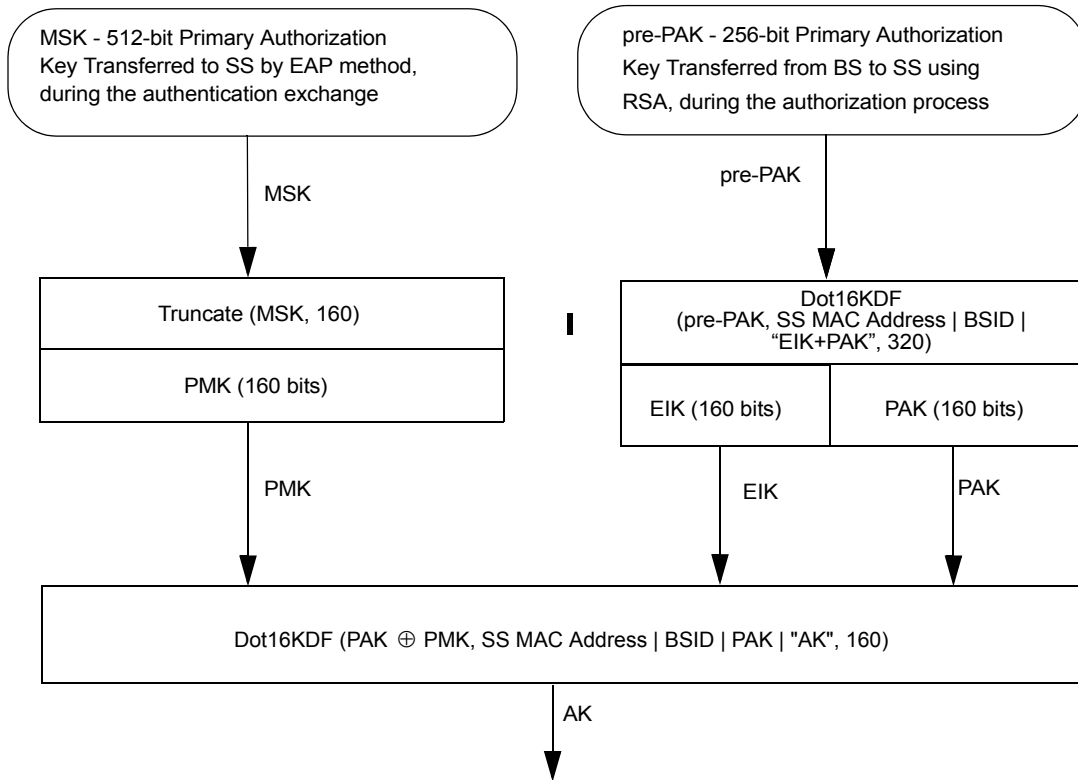 MSK - 512-bit Primary Authorization
Key Transferred to SS by EAP method,
during the authentication exchange
pre-PAK - 256-bit Primary Authorization
Key Transferred from BS to SS using
RSA, during the authorization process
MSK
pre-PAK
Truncate (MSK, 160)
PMK (160 bits)
Dot16KDF
(pre-PAK, SS MAC Address | BSID |
“EIK+PAK”, 320)
EIK (160 bits)
PAK (160 bits)
PMK
EIK
PAK
Dot16KDF (PAK ⊕ PMK, SS MAC Address | BSID | PAK | "AK", 160)
AK